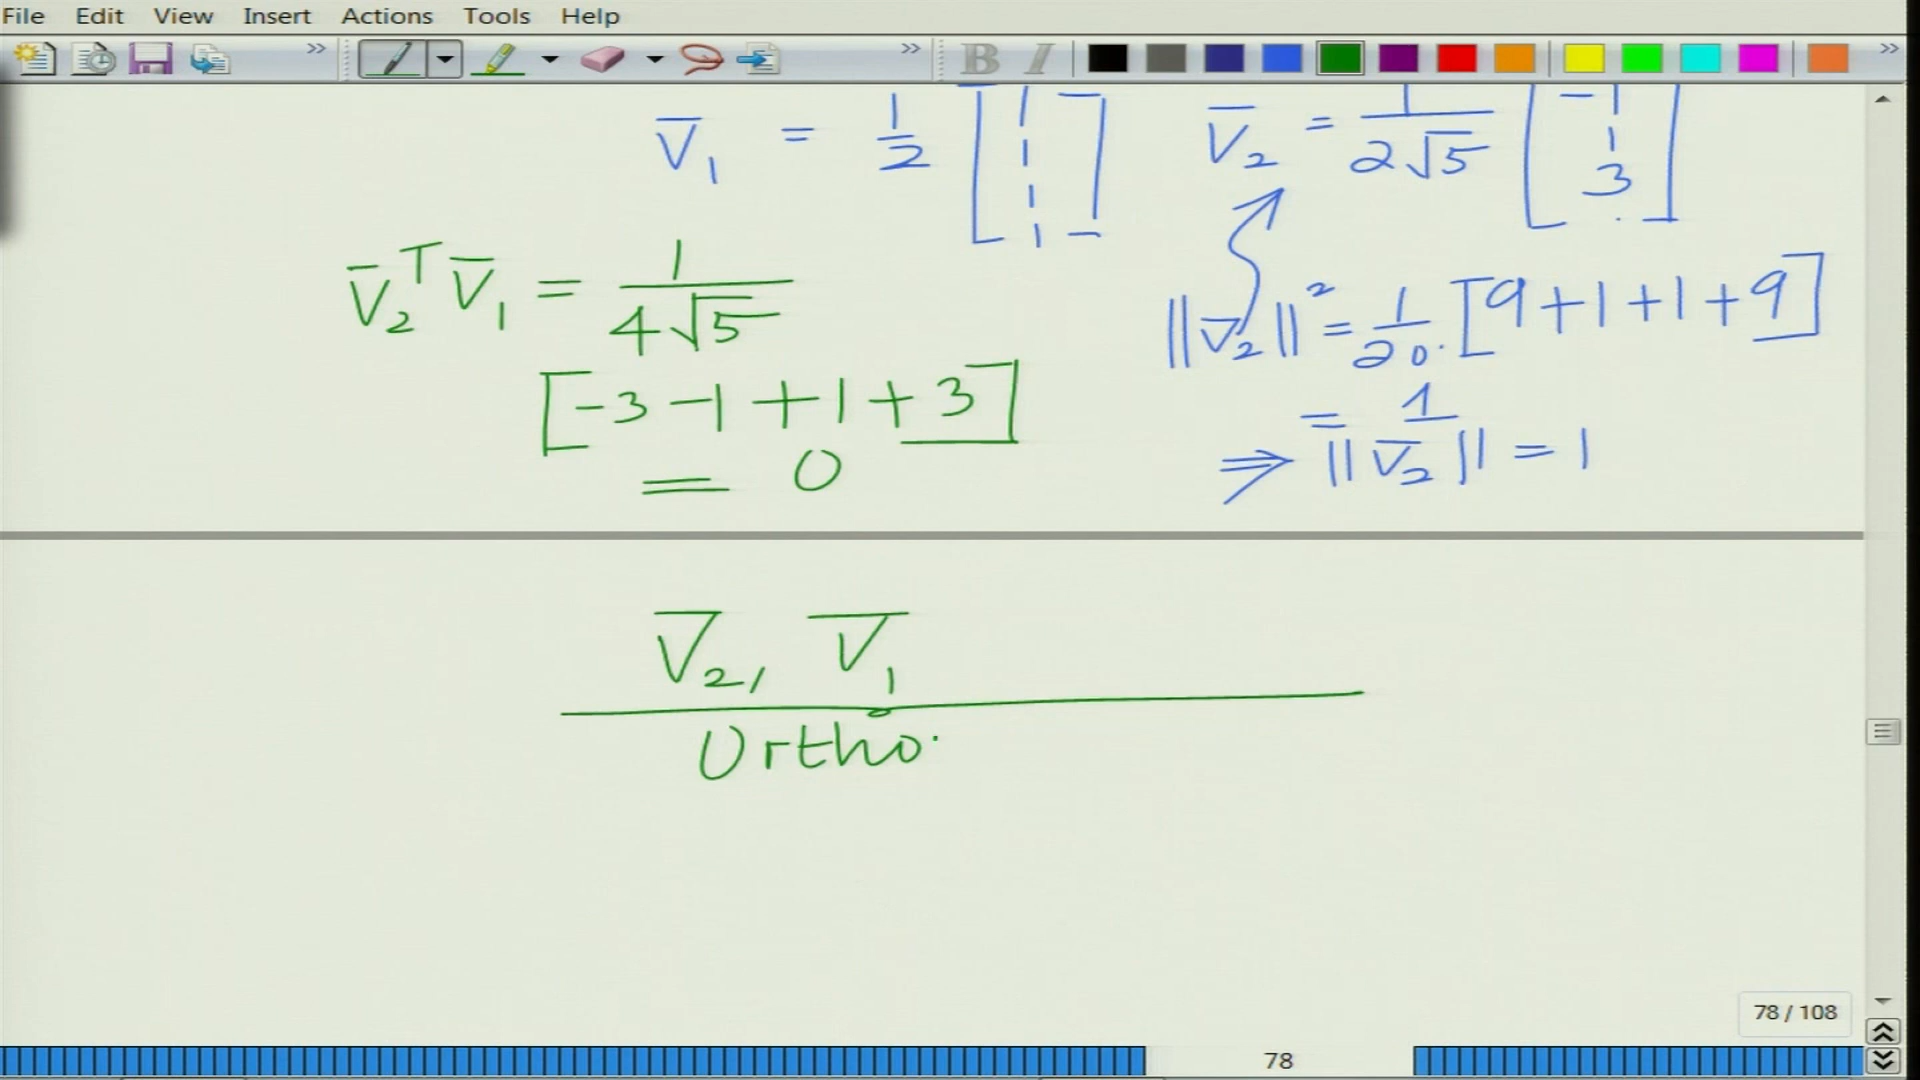 File Edit View Insert Actions Tools Help
V̅₁ = 1/2 [1 1 1 1] V̅₂ = 1/(2√5) [-1 1 3]
V̅₂ᵀ V̅₁ = 1/(4√5)
||V̅₂||² = 1/20 [9+1+1+9]
[-3-1+1+3]
= 1
= 0
⇒ ||V̅₂|| = 1
V̅₂, V̅₁
Ortho
78 / 108
78